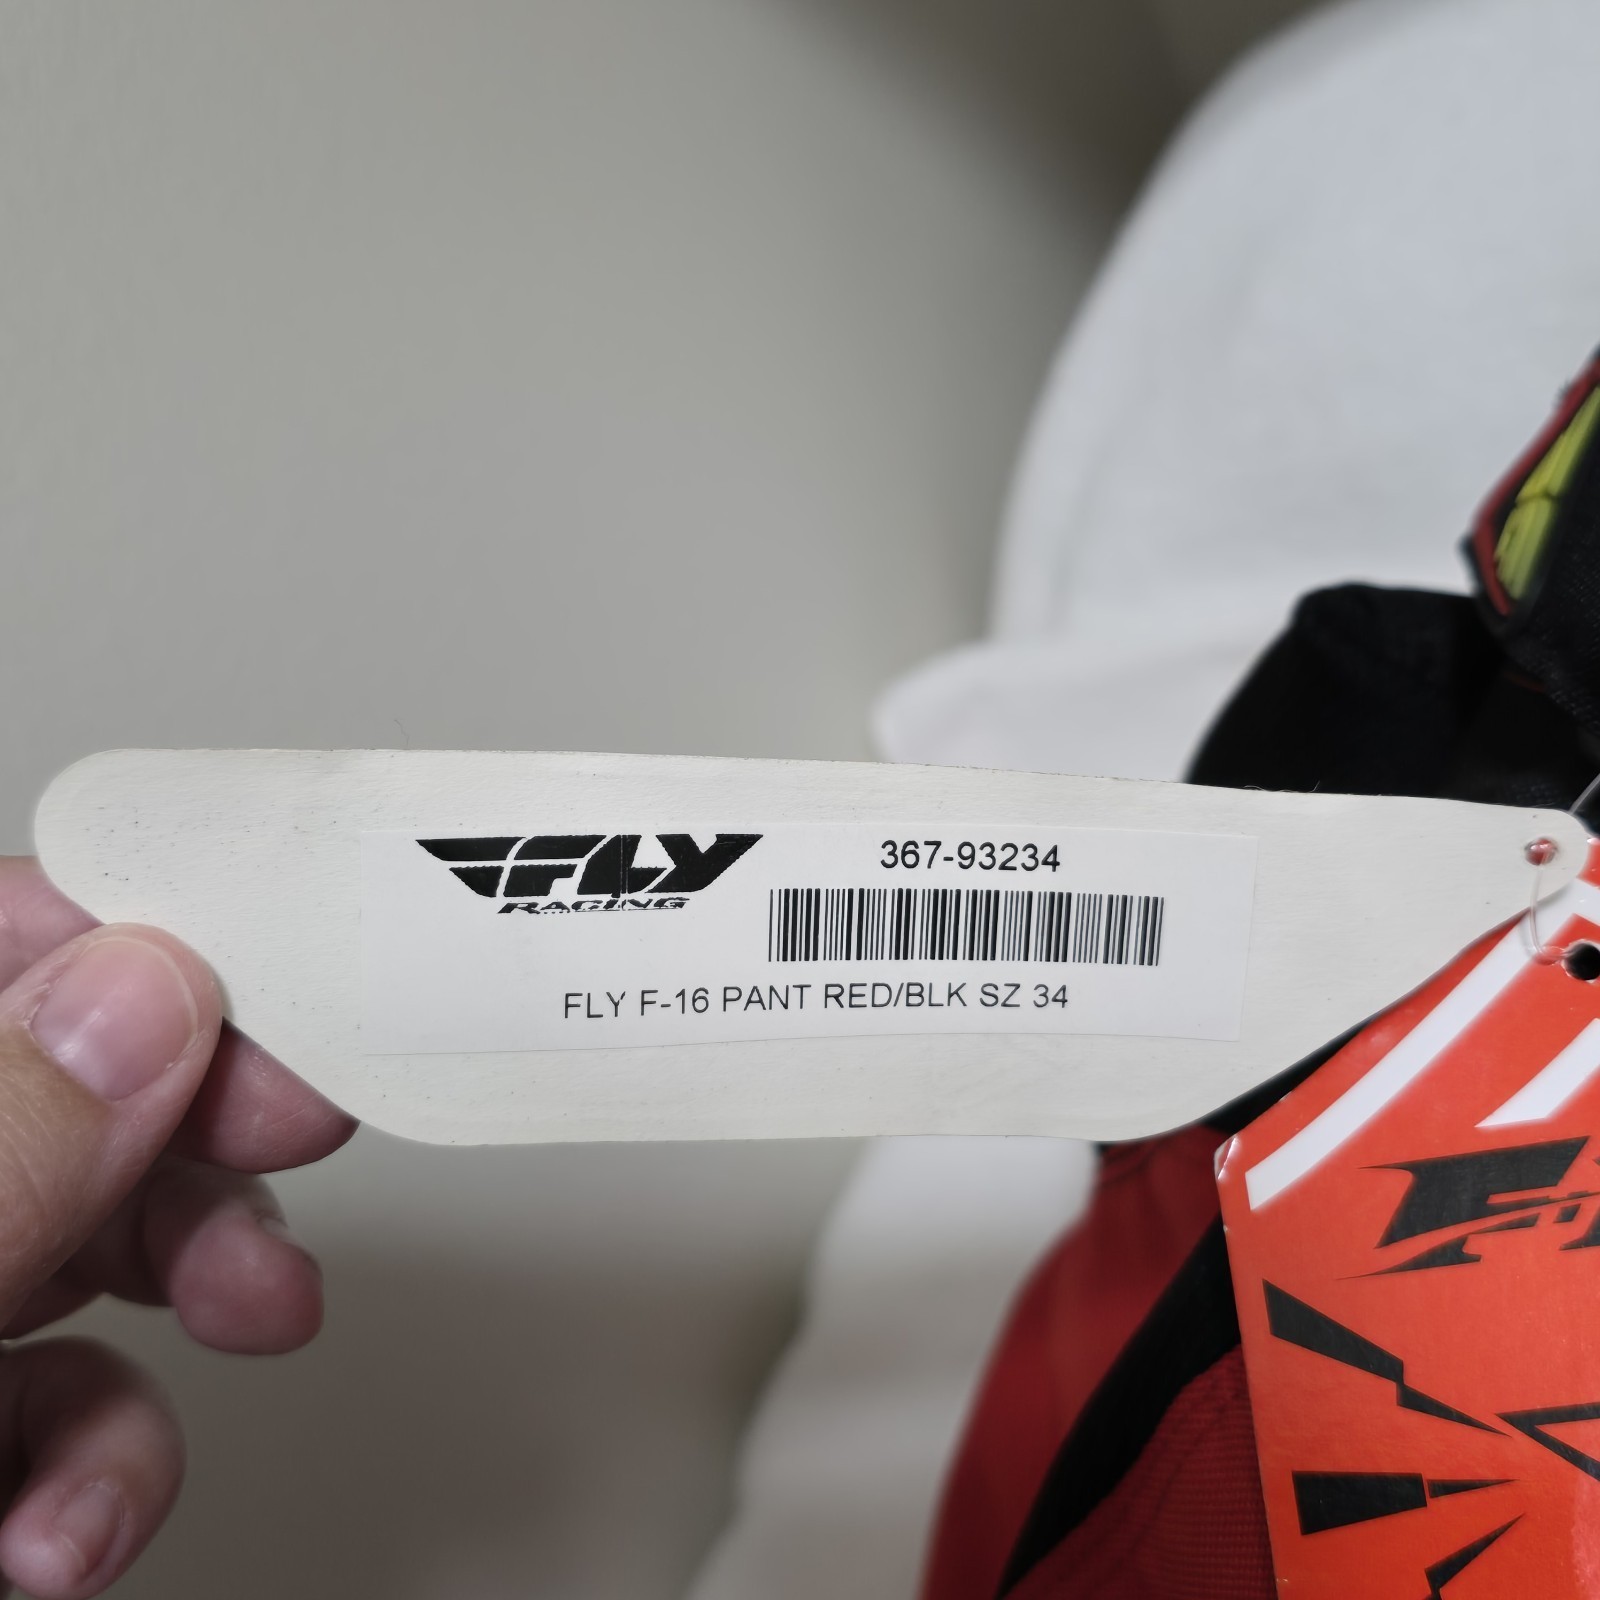 FLY
RACING
367-93234
FLY F-16 PANT RED/BLK SZ 34